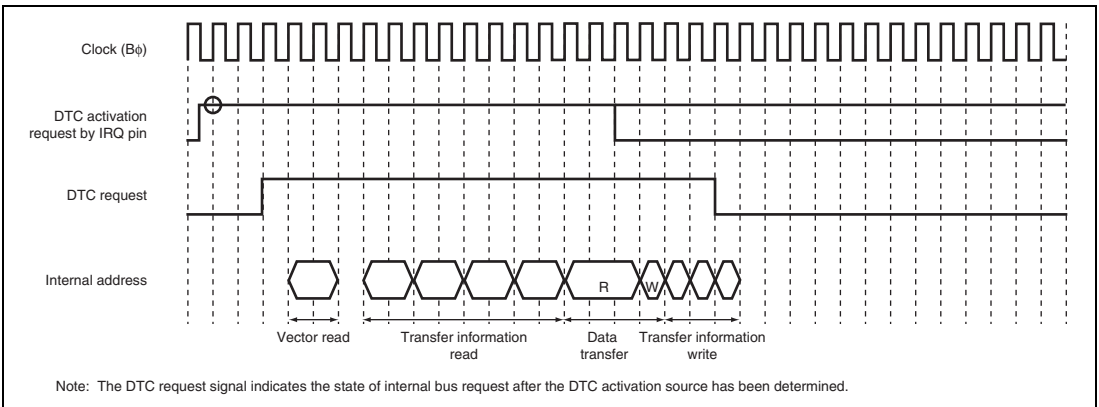 Clock (Bφ)
DTC activation
request by IRQ pin
DTC request
Internal address
R
W
Vector read
Transfer information
read
Data
transfer
Transfer information
write
Note: The DTC request signal indicates the state of internal bus request after the DTC activation source has been determined.